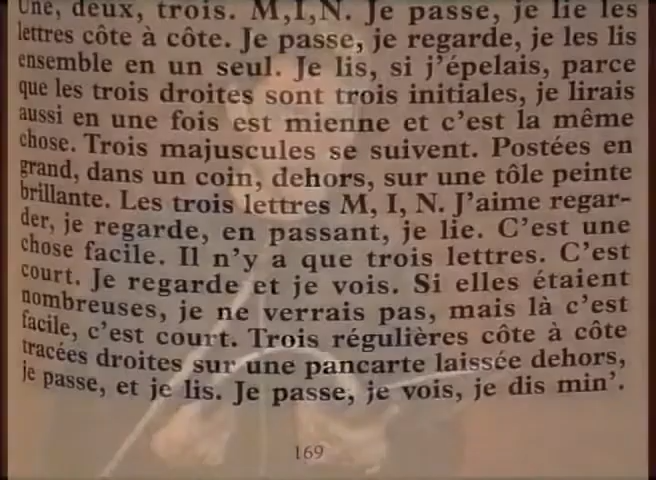 Une, deux, trois. M,I,N. Je passe, je lie les
lettres côte à côte. Je passe, je regarde, je les lis
ensemble en un seul. Je lis, si j'épelais, parce
que les trois droites sont trois initiales, je lirais
aussi en une fois est mienne et c'est la même
chose. Trois majuscules se suivent. Postées en
grand, dans un coin, dehors, sur une tôle peinte
brillante. Les trois lettres M, I, N. J'aime regar-
der, je regarde, en passant, je lie. C'est une
chose facile. Il n'y a que trois lettres. C'est
court. Je regarde et je vois. Si elles étaient
nombreuses, je ne verrais pas, mais là c'est
facile, c'est court. Trois régulières côte à côte
tracées droites sur une pancarte laissée dehors,
je passe, et je lis. Je passe, je vois, je dis min'.
169